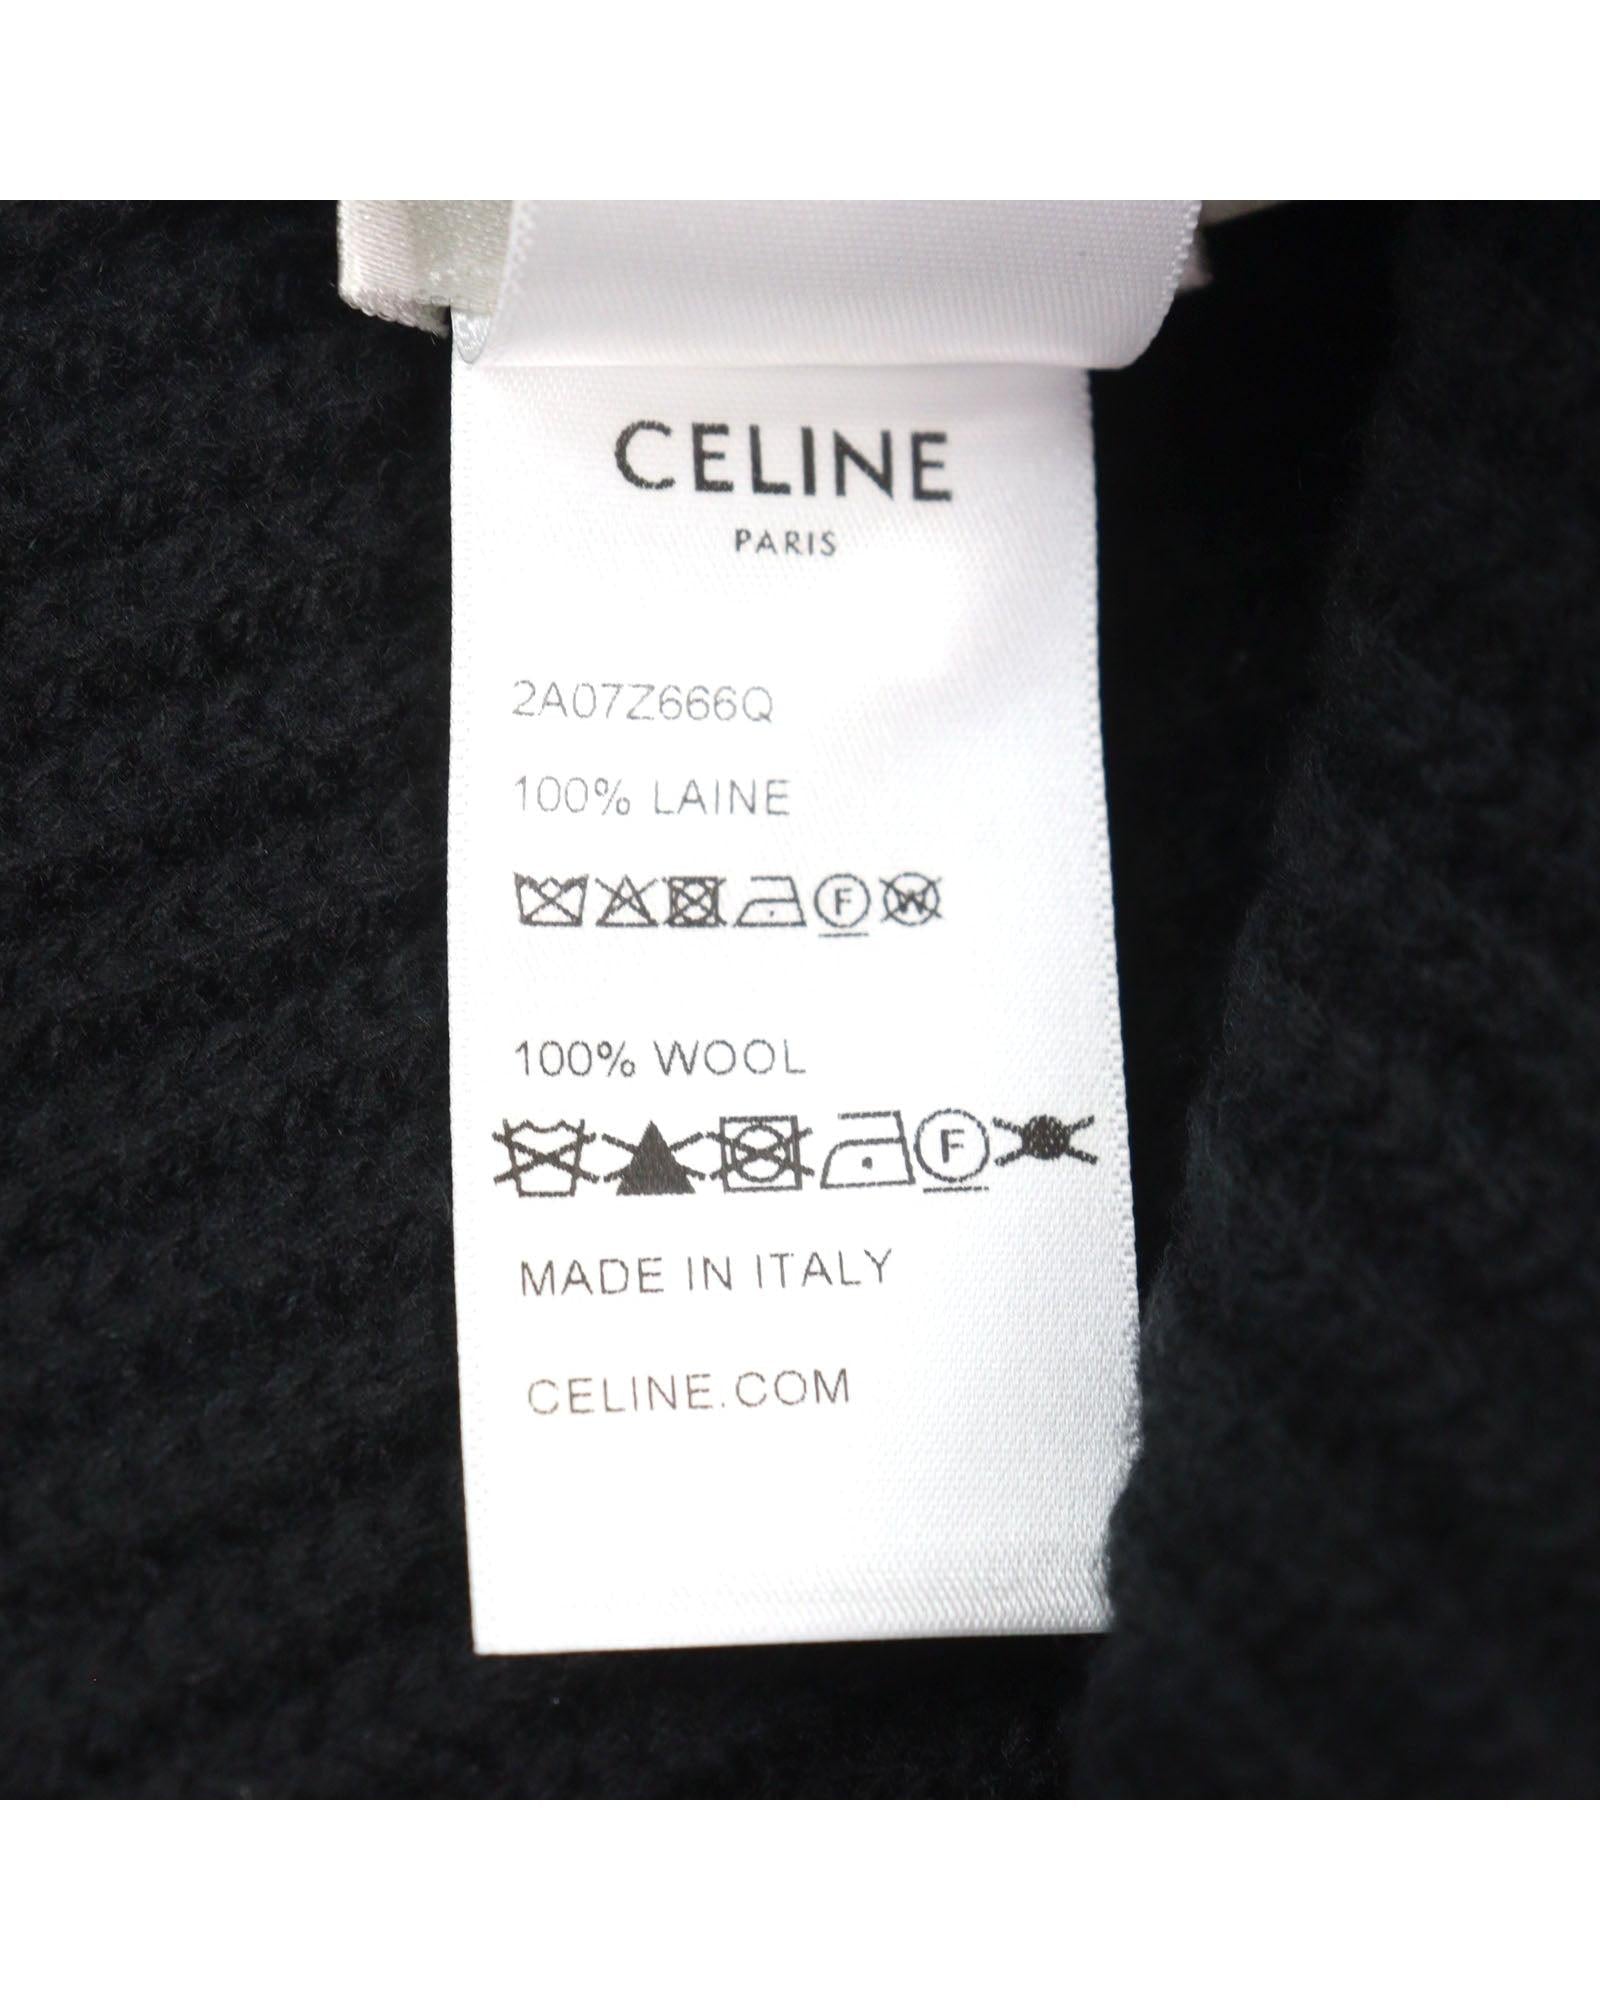 CELINE
PARIS
2A07Z666Q
100% LAINE
F W
100% WOOL
F
MADE IN ITALY
CELINE.COM